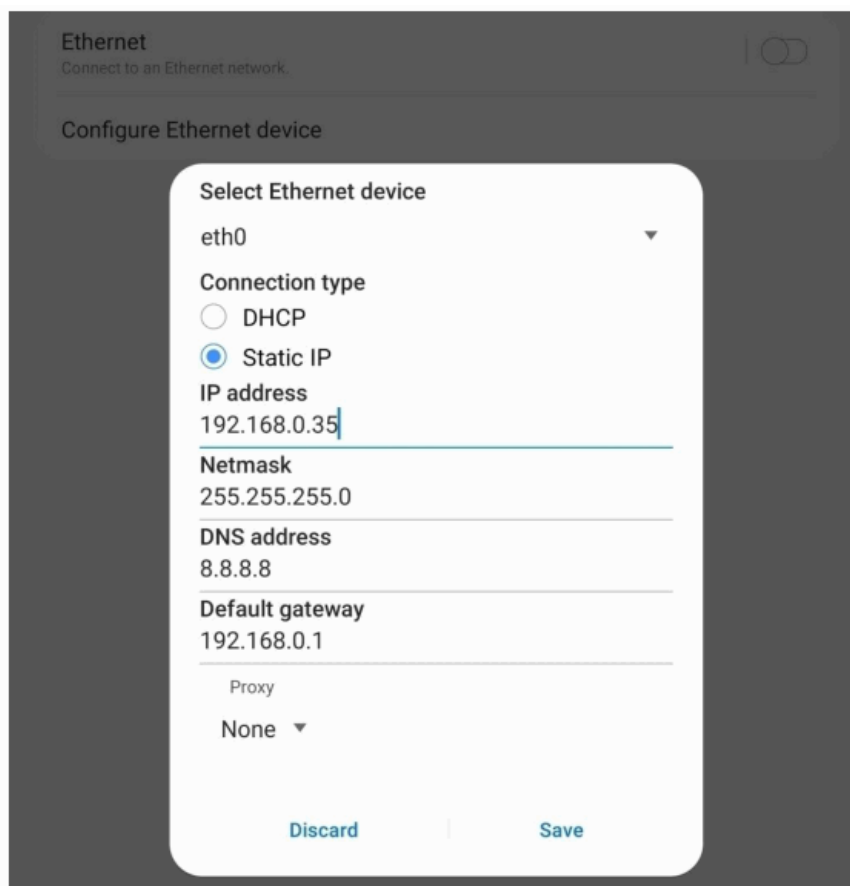 Ethernet
Connect to an Ethernet network.
Configure Ethernet device
Select Ethernet device
eth0
Connection type
DHCP
Static IP
IP address
192.168.0.35
Netmask
255.255.255.0
DNS address
8.8.8.8
Default gateway
192.168.0.1
Proxy
None
Discard Save